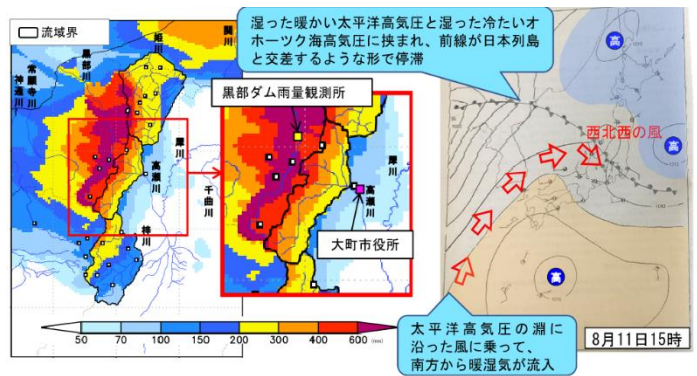 流域界
関川
姫川
黒部川
常願寺川
神通川
犀川
高瀬川
梓川
千曲川
湿った暖かい太平洋高気圧と湿った冷たいオ
ホーツク海高気圧に挟まれ、前線が日本列島
と交差するような形で停滞
黒部ダム雨量観測所
犀川
高瀬川
大町市役所
高
高
西北西の風
高
8月11日15時
太平洋高気圧の淵に
沿った風に乗って、
南方から暖湿気が流入
50 70 100 150 200 300 400 600 (mm)